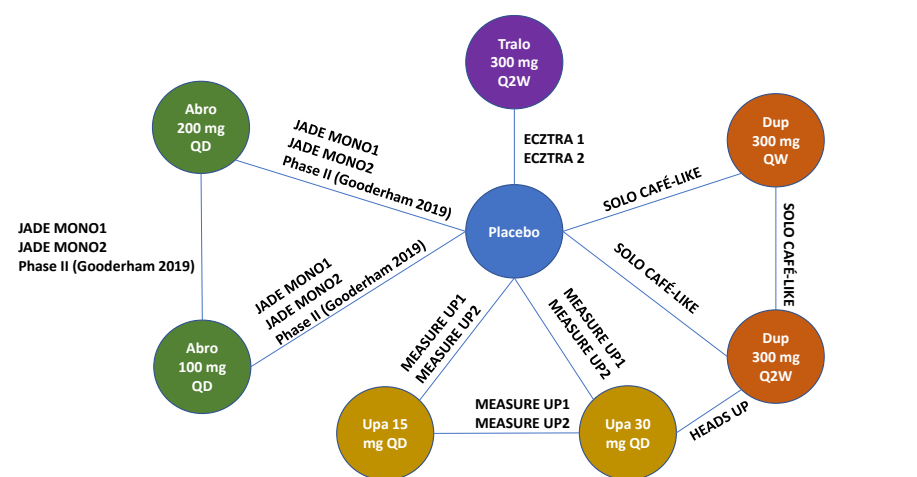 Tralo
300 mg
Q2W
Abro
200 mg
QD
Dup
300 mg
QW
JADE MONO1
JADE MONO2
Phase II (Gooderham 2019)
ECZTRA 1
ECZTRA 2
SOLO CAFÉ-LIKE
SOLO CAFÉ-LIKE
Placebo
JADE MONO1
JADE MONO2
Phase II (Gooderham 2019)
JADE MONO1
JADE MONO2
Phase II (Gooderham 2019)
SOLO CAFÉ-LIKE
MEASURE UP1
MEASURE UP2
MEASURE UP1
MEASURE UP2
Abro
100 mg
QD
Dup
300 mg
Q2W
Upa 15
mg QD
MEASURE UP1
MEASURE UP2
Upa 30
mg QD
HEADS UP